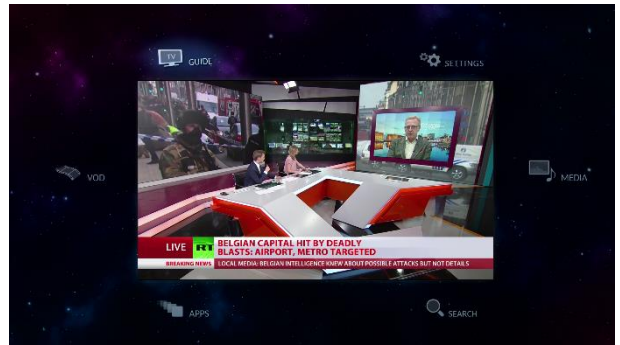 TV
GUIDE
SETTINGS
VOD
MEDIA
LIVE
RT
BELGIAN CAPITAL HIT BY DEADLY
BLASTS: AIRPORT, METRO TARGETED
BREAKING NEWS
LOCAL MEDIA: BELGIAN INTELLIGENCE KNEW ABOUT POSSIBLE ATTACKS BUT NOT DETAILS
APPS
SEARCH